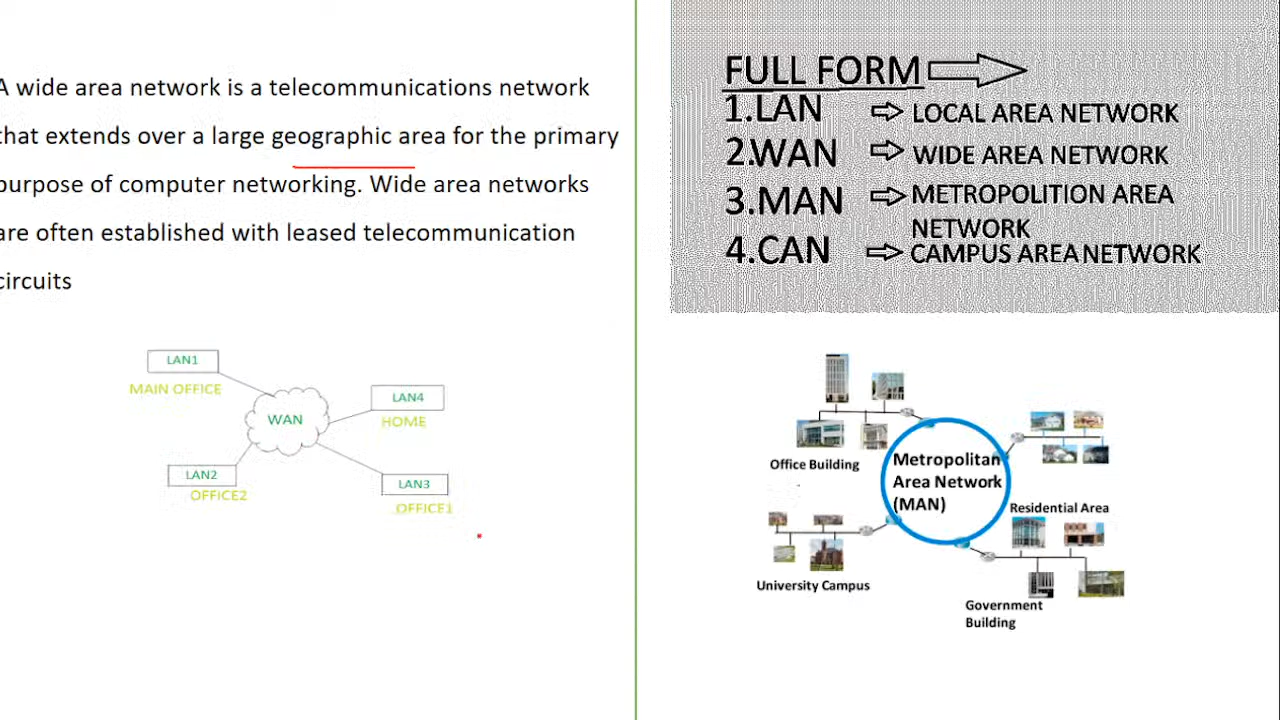 A wide area network is a telecommunications network
that extends over a large geographic area for the primary
purpose of computer networking. Wide area networks
are often established with leased telecommunication
circuits
LAN1
MAIN OFFICE
WAN
LAN4
HOME
LAN2
OFFICE2
LAN3
OFFICE1
FULL FORM
1.LAN LOCAL AREA NETWORK
2.WAN WIDE AREA NETWORK
3.MAN METROPOLITION AREA
NETWORK
4.CAN CAMPUS AREA NETWORK
Office Building
Metropolitan
Area Network
(MAN)
Residential Area
University Campus
Government
Building